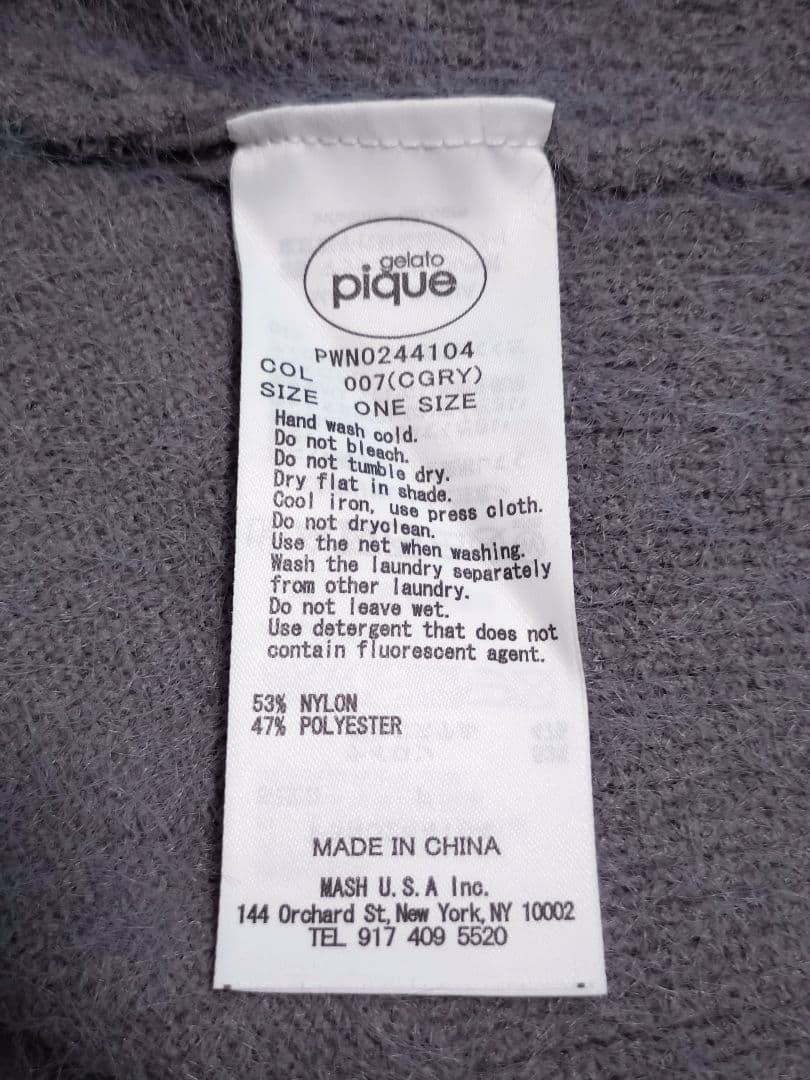 gelato
pique
PWNO244104
COL 007(CGRY)
SIZE ONE SIZE
Hand wash cold.
Do not bleach.
Do not tumble dry.
Dry flat in shade.
Cool iron, use press cloth.
Do not dryclean.
Use the net when washing.
Wash the laundry separately
from other laundry.
Do not leave wet.
Use detergent that does not
contain fluorescent agent.
53% NYLON
47% POLYESTER
MADE IN CHINA
MASH U.S.A Inc.
144 Orchard St, New York, NY 10002
TEL 917 409 5520